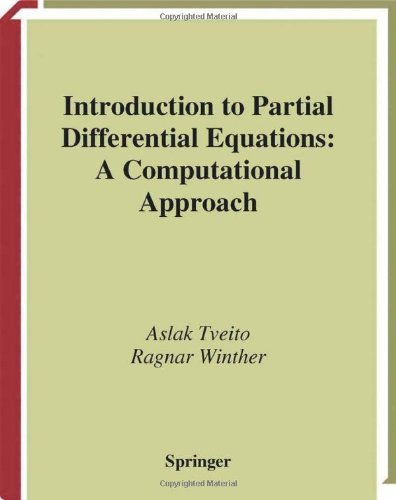 Copyrighted Material
Introduction to Partial
Differential Equations:
A Computational
Approach
Aslak Tveito
Ragnar Winther
Springer
Copyrighted Material